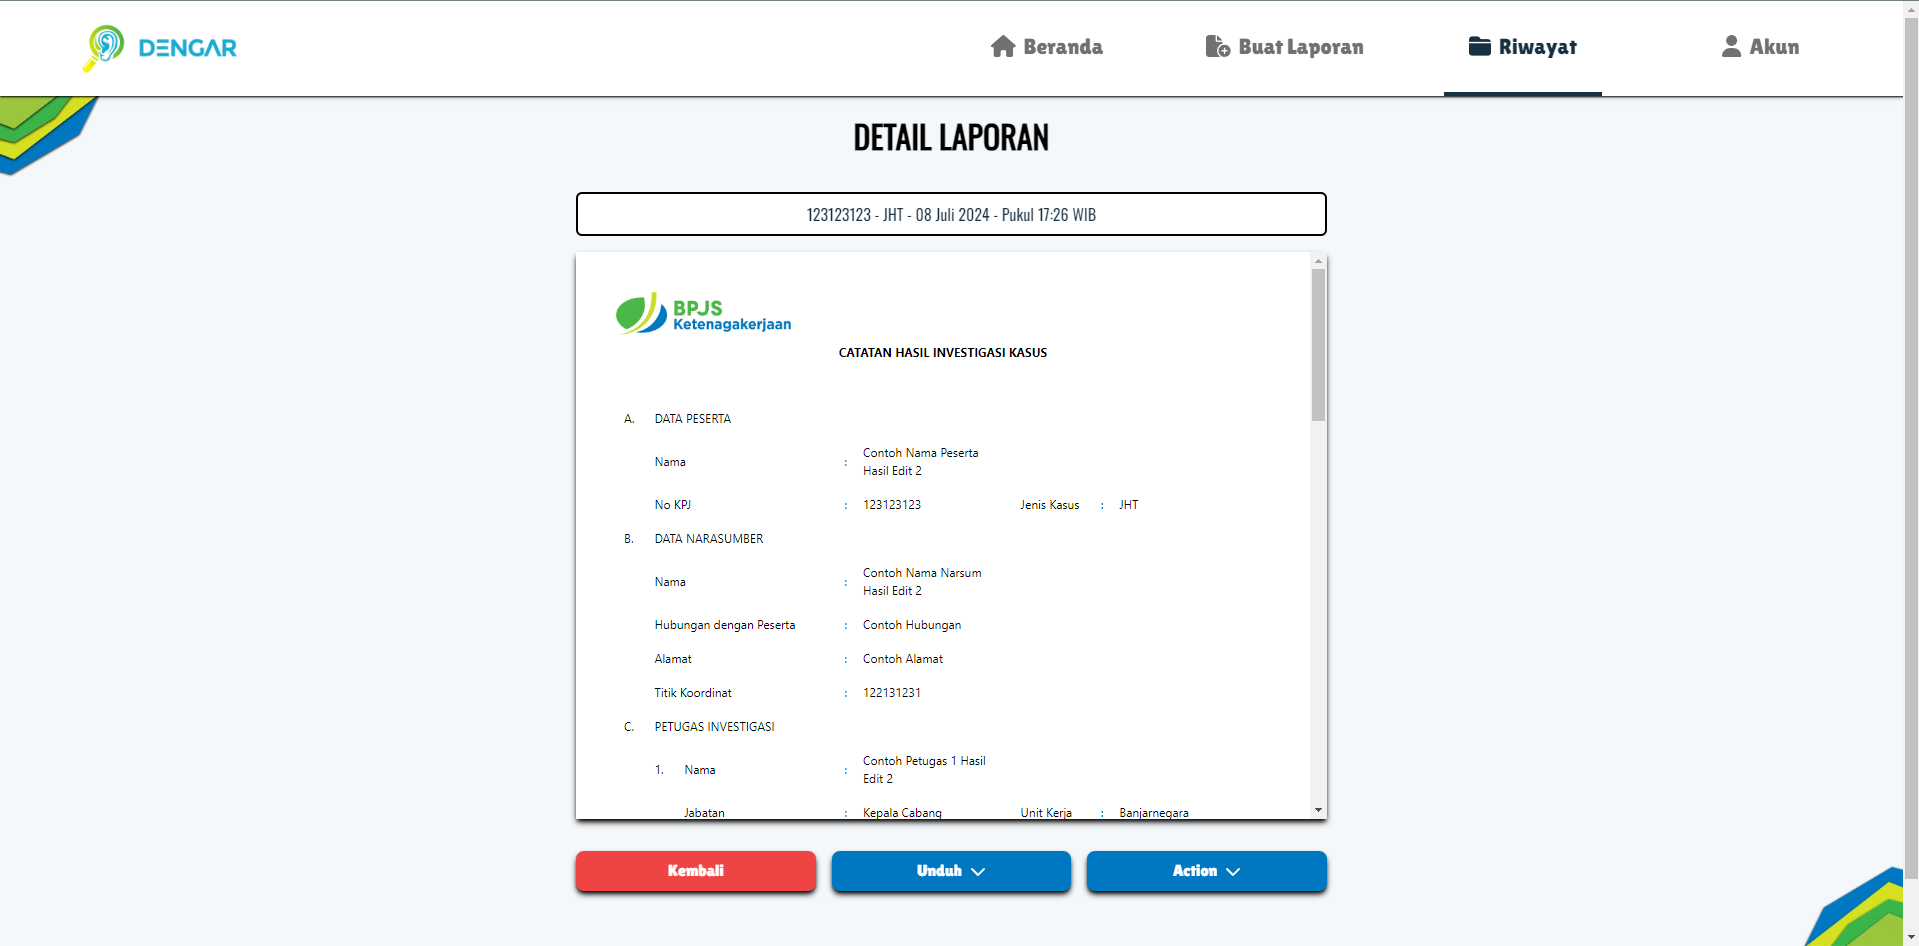 DENGAR
Beranda
Buat Laporan
Riwayat
Akun
DETAIL LAPORAN
123123123 - JHT - 08 Juli 2024 - Pukul 17:26 WIB
BPJS
Ketenagakerjaan
CATATAN HASIL INVESTIGASI KASUS
A. DATA PESERTA
Nama : Contoh Nama Peserta
Hasil Edit 2
No KPJ : 123123123 Jenis Kasus : JHT
B. DATA NARASUMBER
Nama : Contoh Nama Narsum
Hasil Edit 2
Hubungan dengan Peserta : Contoh Hubungan
Alamat : Contoh Alamat
Titik Koordinat : 122131231
C. PETUGAS INVESTIGASI
1. Nama : Contoh Petugas 1 Hasil
Edit 2
Jabatan : Kepala Cabang Unit Kerja : Banjarnegara
Kembali
Unduh
Action